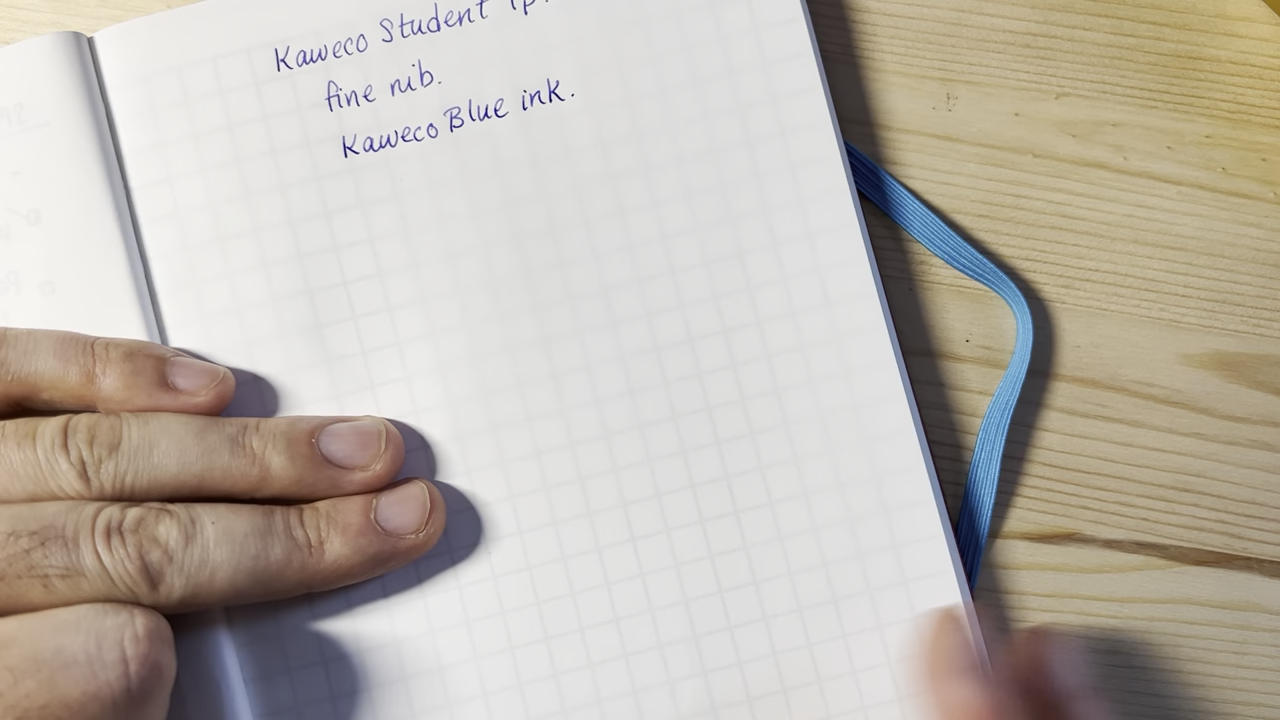 Kaweco Student
fine nib.
Kaweco Blue ink.